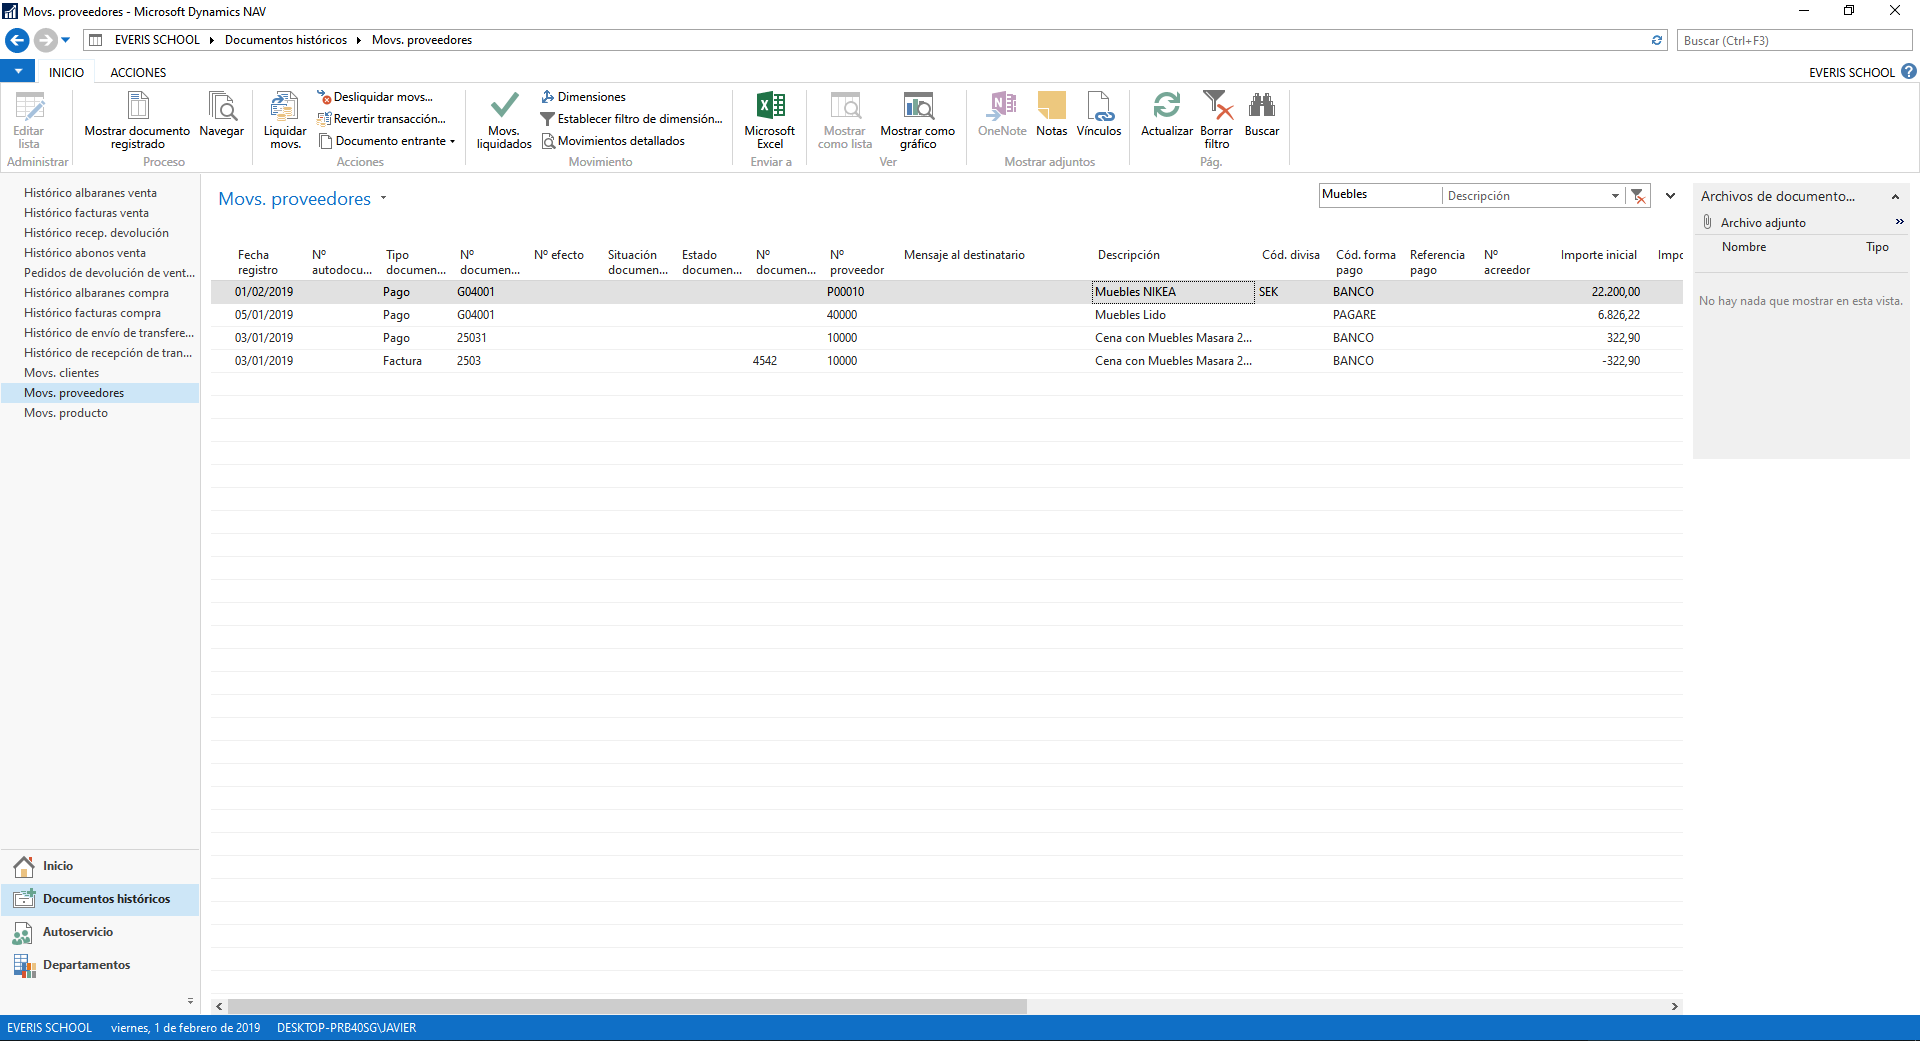 Movs. proveedores - Microsoft Dynamics NAV
EVERIS SCHOOL
Documentos históricos
Movs. proveedores
Buscar (Ctrl+F3)
INICIO
ACCIONES
EVERIS SCHOOL
Editar
lista
Administrar
Mostrar documento
registrado
Navegar
Proceso
Liquidar
movs.
Desliquidar movs...
Revertir transacción...
Documento entrante
Acciones
Movs.
liquidados
Dimensiones
Establecer filtro de dimensión...
Movimientos detallados
Movimiento
Microsoft
Excel
Enviar a
Mostrar
como lista
Mostrar como
gráfico
Ver
OneNote
Notas
Vínculos
Mostrar adjuntos
Actualizar
Borrar
filtro
Buscar
Pág.
Histórico albaranes venta
Histórico facturas venta
Histórico recep. devolución
Histórico abonos venta
Pedidos de devolución de vent...
Histórico albaranes compra
Histórico facturas compra
Histórico de envío de transfere...
Histórico de recepción de tran...
Movs. clientes
Movs. proveedores
Movs. producto
Inicio
Documentos históricos
Autoservicio
Departamentos
Movs. proveedores
Muebles
Descripción
Fecha registro Nº autodocu... Tipo documen... Nº documen... Nº efecto Situación documen... Estado documen... Nº documen... Nº proveedor Mensaje al destinatario Descripción Cód. divisa Cód. forma pago Referencia pago Nº acreedor Importe inicial Impo
01/02/2019 Pago G04001 P00010 Muebles NIKEA SEK BANCO 22.200,00
05/01/2019 Pago G04001 40000 Muebles Lido PAGARE 6.826,22
03/01/2019 Pago 25031 10000 Cena con Muebles Masara 2... BANCO 322,90
03/01/2019 Factura 2503 4542 10000 Cena con Muebles Masara 2... BANCO -322,90
Archivos de documento...
Archivo adjunto
Nombre Tipo
No hay nada que mostrar en esta vista.
EVERIS SCHOOL viernes, 1 de febrero de 2019 DESKTOP-PRB40SG\JAVIER